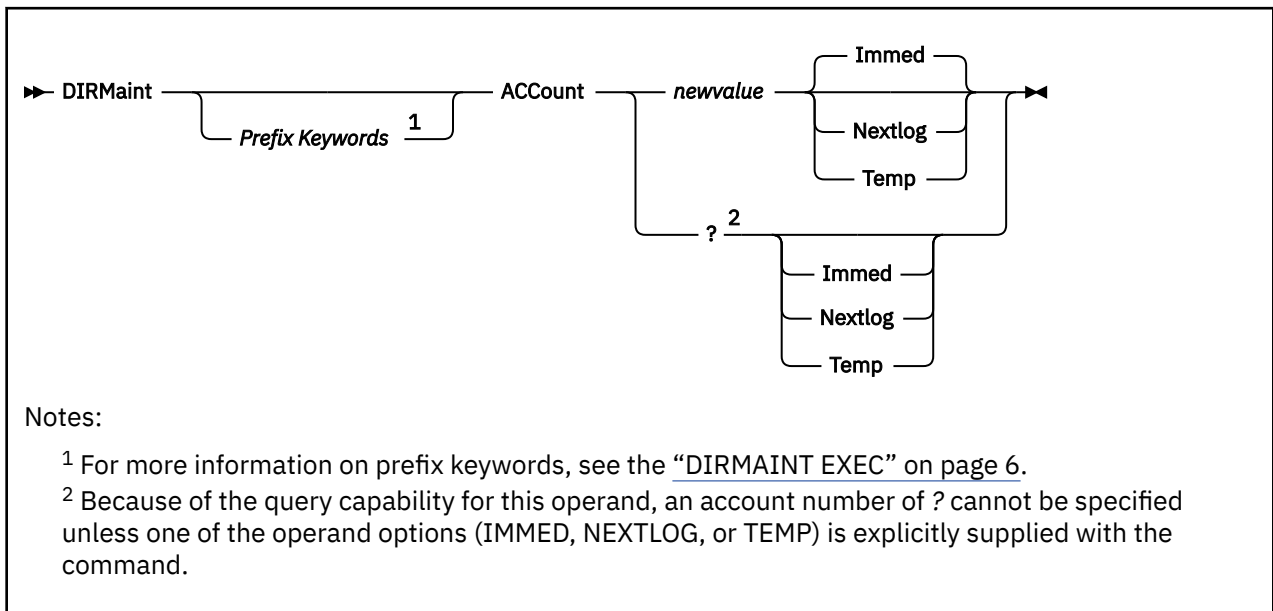 Immed
DIRMaint ACCount newvalue
Prefix Keywords 1
Nextlog
Temp
? 2
Immed
Nextlog
Temp
Notes:
1 For more information on prefix keywords, see the “DIRMAINT EXEC” on page 6.
2 Because of the query capability for this operand, an account number of ? cannot be specified
unless one of the operand options (IMMED, NEXTLOG, or TEMP) is explicitly supplied with the
command.